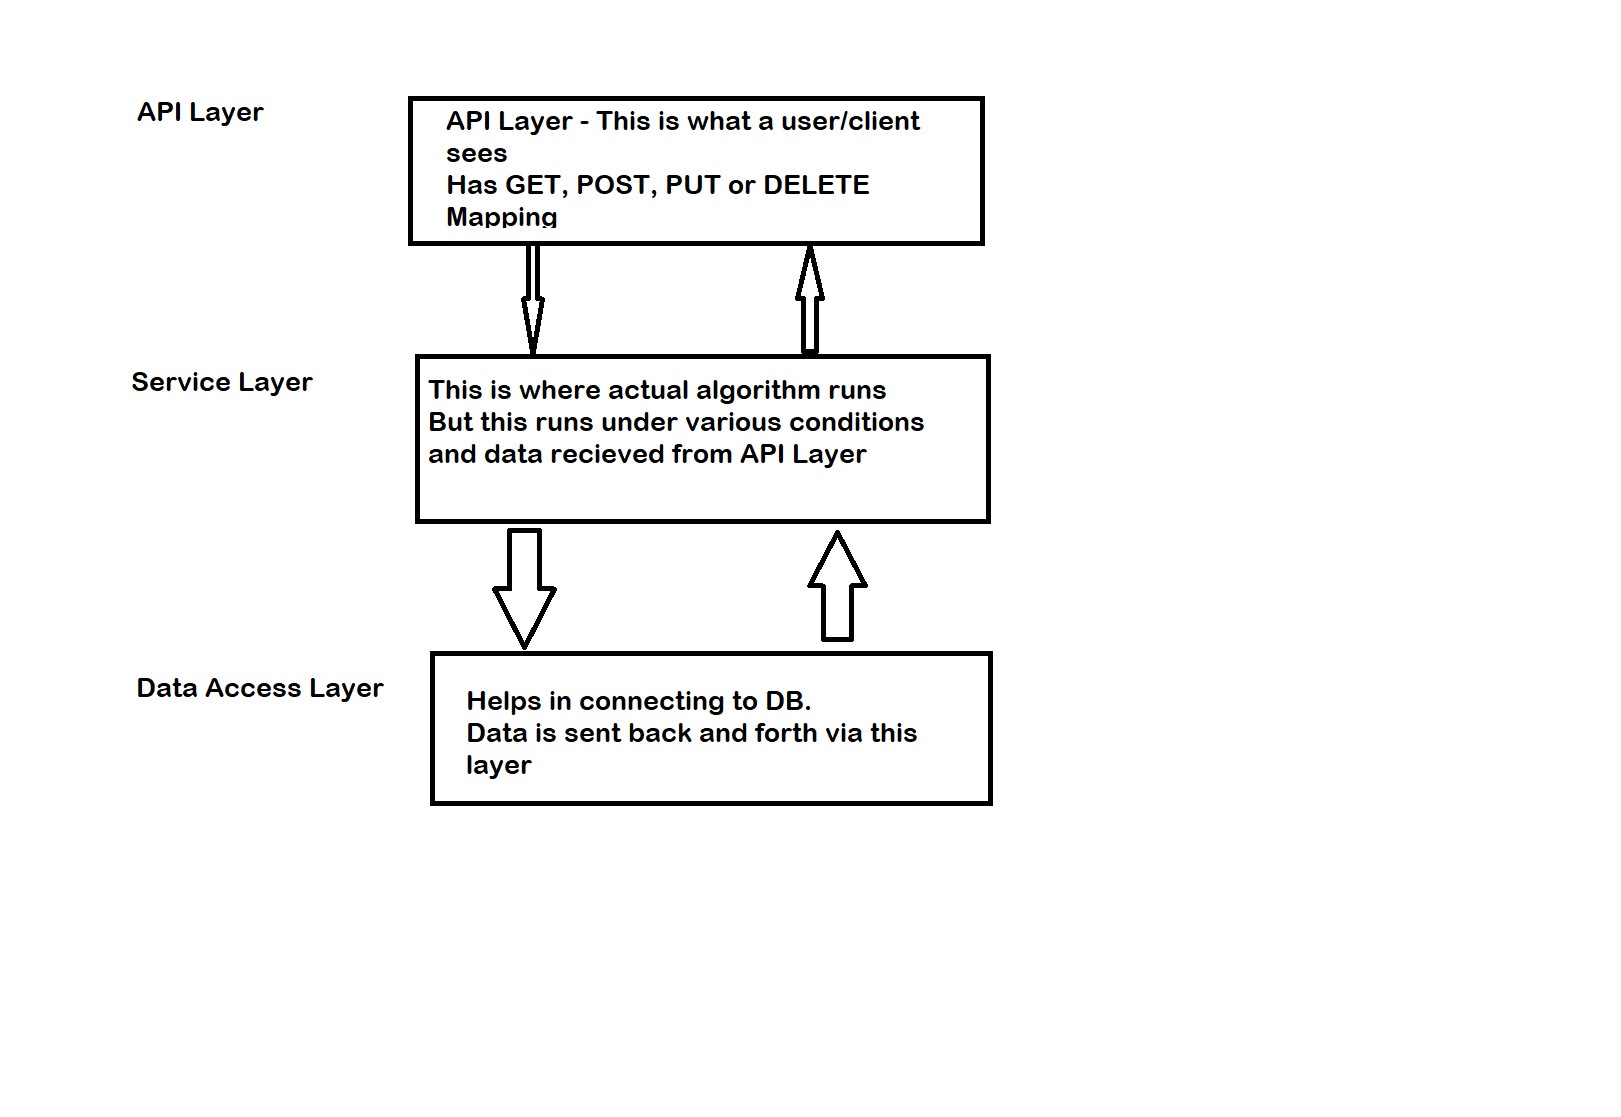 API Layer
API Layer - This is what a user/client
sees
Has GET, POST, PUT or DELETE
Mapping
Service Layer
This is where actual algorithm runs
But this runs under various conditions
and data recieved from API Layer
Data Access Layer
Helps in connecting to DB.
Data is sent back and forth via this
layer